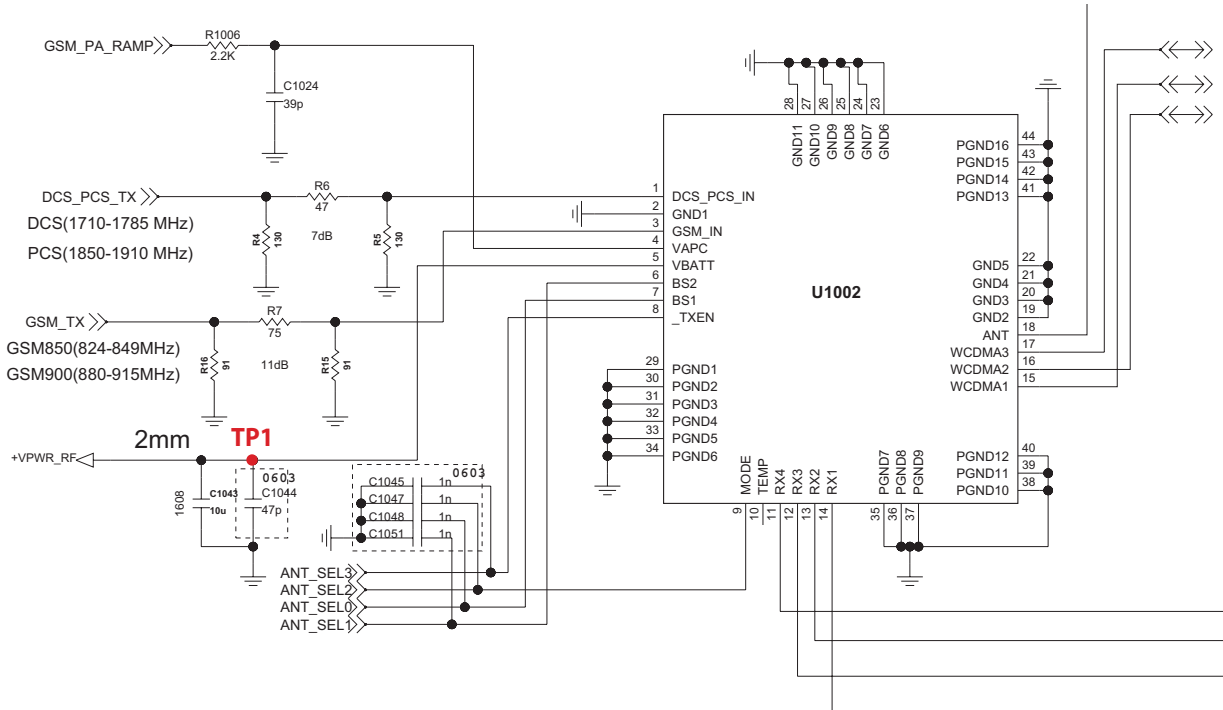 GSM_PA_RAMP
R1006
2.2K
C1024
39p
DCS_PCS_TX
DCS(1710-1785 MHz)
PCS(1850-1910 MHz)
R6
47
7dB
R4
130
R5
130
GSM_TX
GSM850(824-849MHz)
GSM900(880-915MHz)
R7
75
11dB
R16
91
R15
91
2mm
TP1
+VPWR_RF
1608
C1043
10u
0603
C1044
47p
0603
C1045 1n
C1047 1n
C1048 1n
C1051 1n
ANT_SEL3
ANT_SEL2
ANT_SEL0
ANT_SEL1
U1002
28 27 26 25 24 23
GND11 GND10 GND9 GND8 GND7 GND6
1 DCS_PCS_IN
2 GND1
3 GSM_IN
4 VAPC
5 VBATT
6 BS2
7 BS1
8 _TXEN
29 PGND1
30 PGND2
31 PGND3
32 PGND4
33 PGND5
34 PGND6
PGND16 44
PGND15 43
PGND14 42
PGND13 41
GND5 22
GND4 21
GND3 20
GND2 19
ANT 18
WCDMA3 17
WCDMA2 16
WCDMA1 15
PGND12 40
PGND11 39
PGND10 38
MODE TEMP RX4 RX3 RX2 RX1 PGND7 PGND8 PGND9
9 10 11 12 13 14 35 36 37